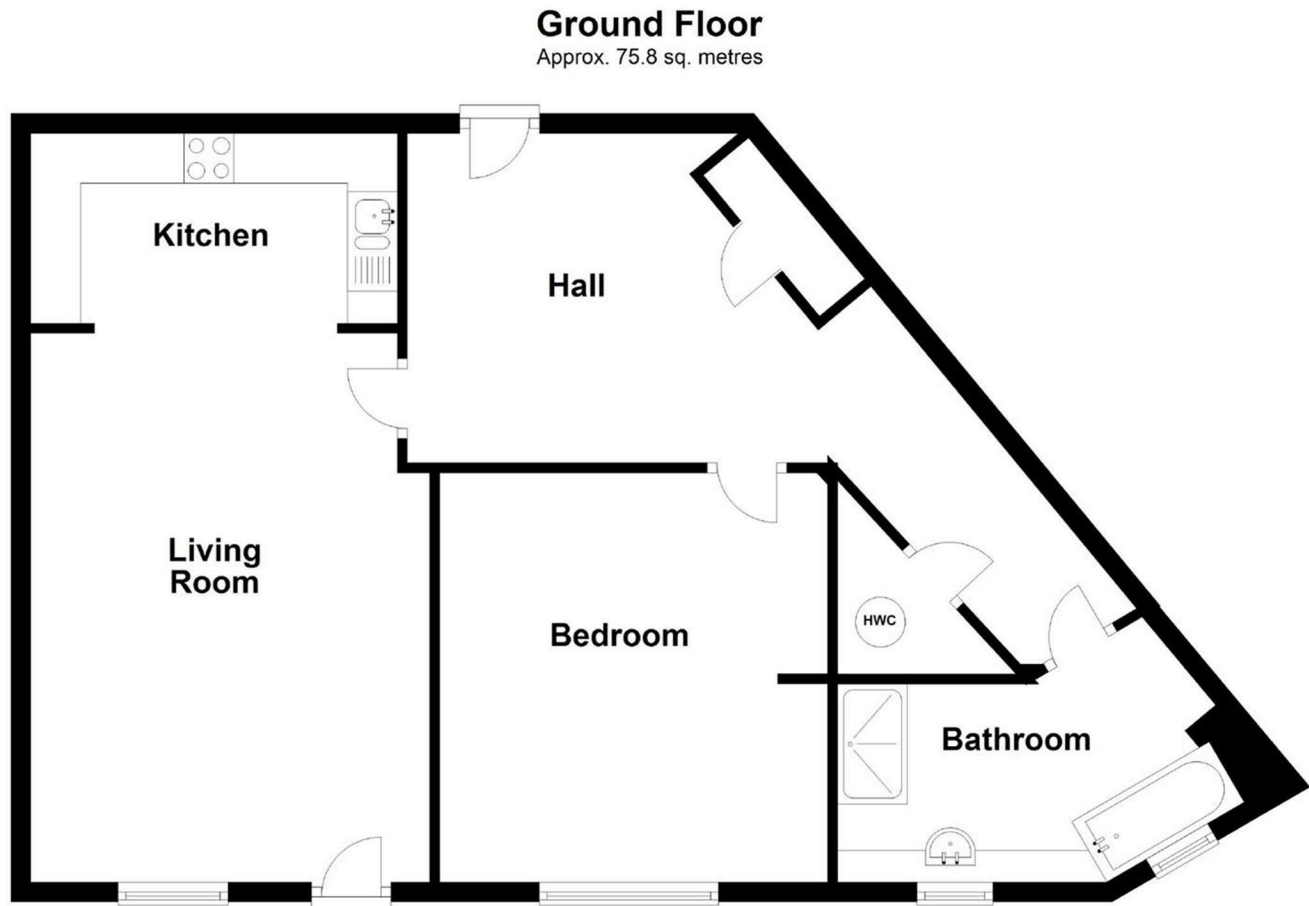 Ground Floor
Approx. 75.8 sq. metres
Kitchen
Hall
Living
Room
Bedroom
HWC
Bathroom